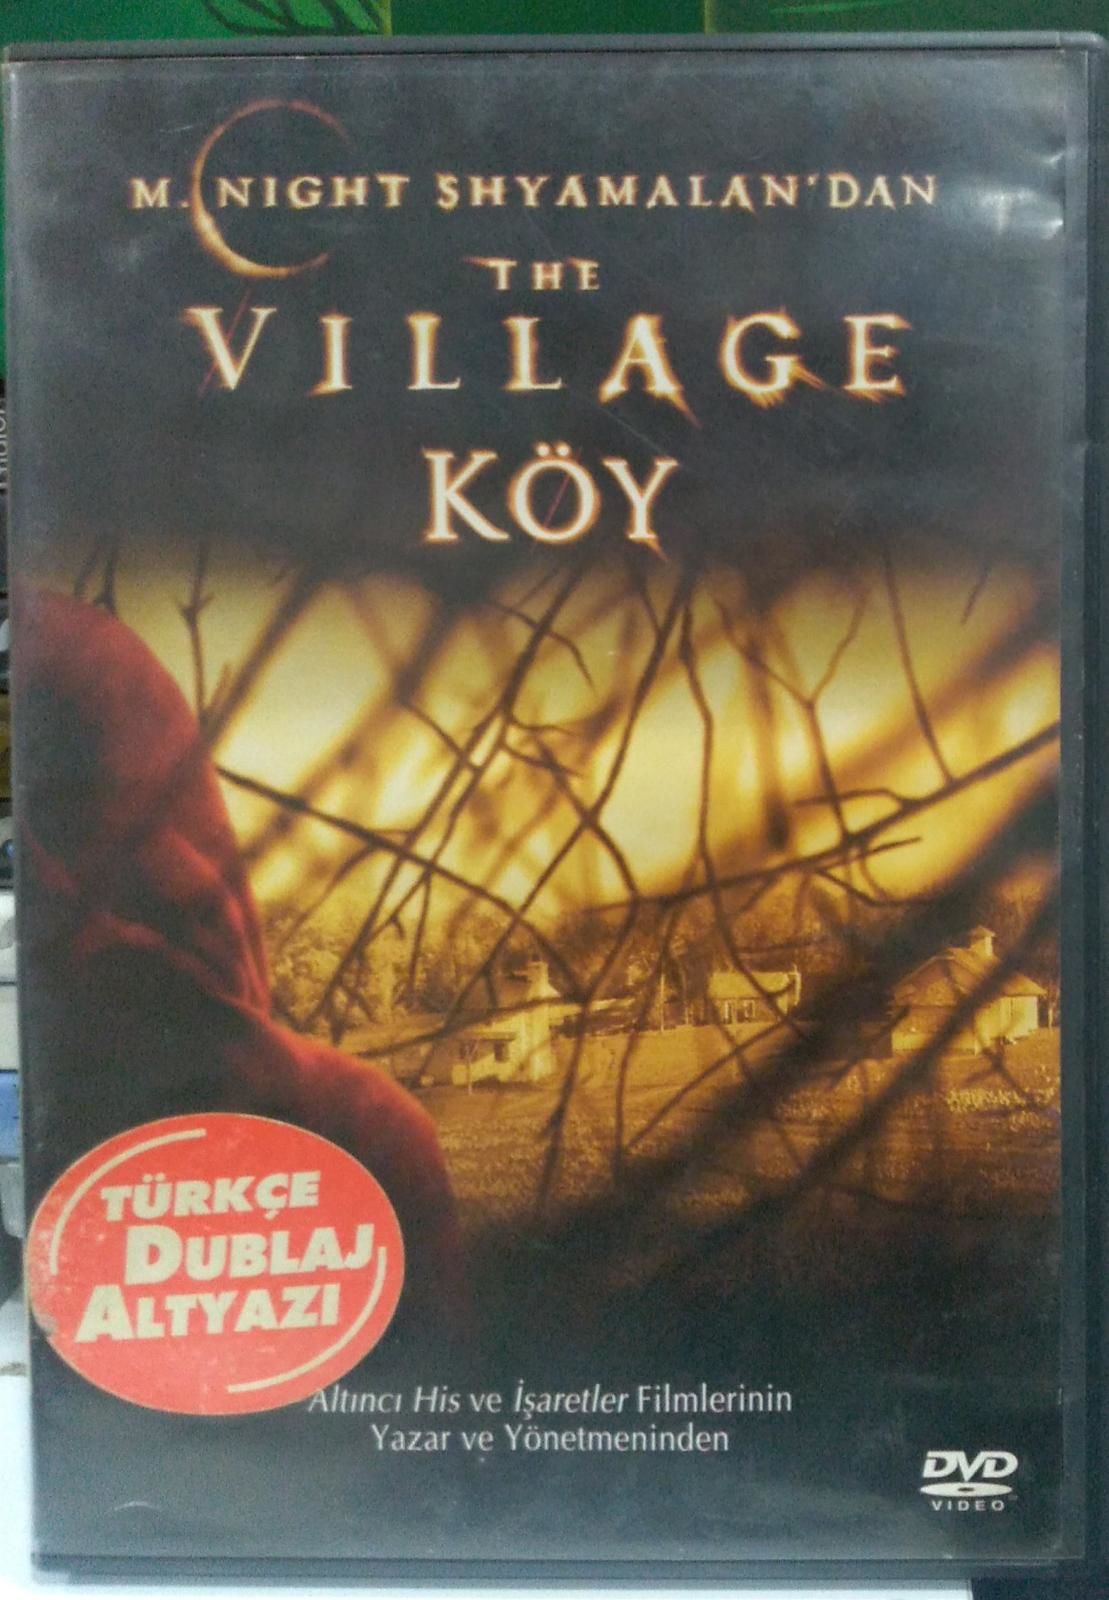 M. NIGHT SHYAMALAN'DAN
THE
VILLAGE
KÖY
TÜRKÇE
DUBLAJ
ALTYAZI
Altıncı His ve İşaretler Filmlerinin
Yazar ve Yönetmeninden
DVD
VIDEO